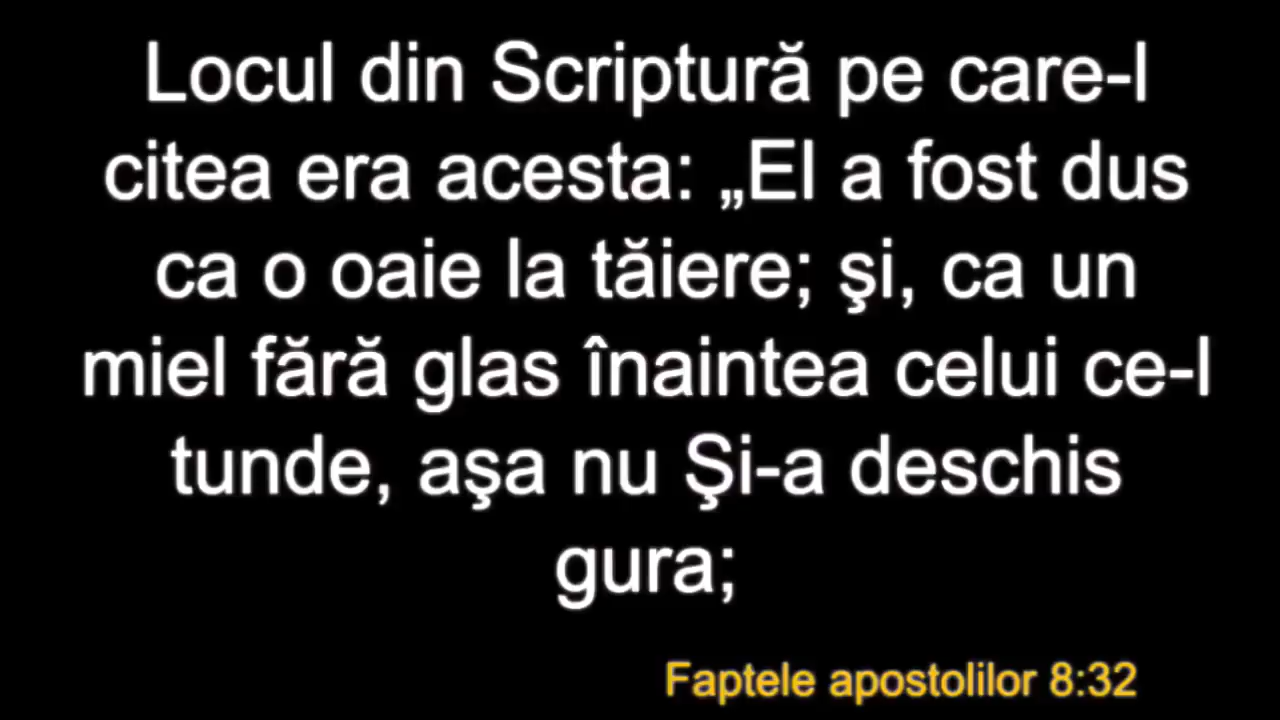 Locul din Scriptură pe care-l
citea era acesta: „El a fost dus
ca o oaie la tăiere; şi, ca un
miel fără glas înaintea celui ce-l
tunde, aşa nu Şi-a deschis
gura;
Faptele apostolilor 8:32